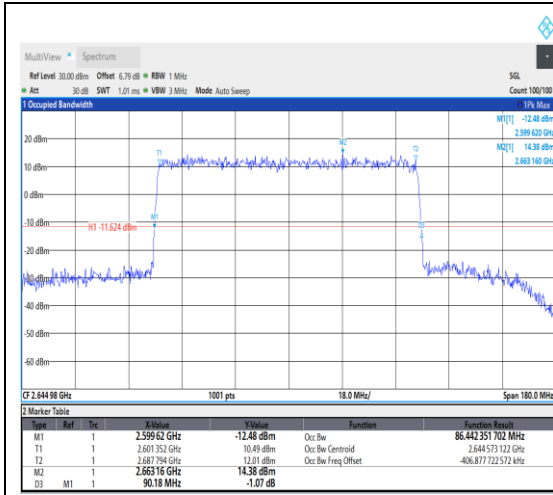 MultiView Spectrum
Ref Level 30.00 dBm Offset 6.79 dB RBW 1 MHz SGL
Att 30 dB SWT 1.01 ms VBW 3 MHz Mode Auto Sweep Count 100/100
1 Occupied Bandwidth 1Pk Max
M1[1] -12.48 dBm
2.599 620 GHz
M2[1] 14.38 dBm
2.663 160 GHz
20 dBm
T1 M2 T2
10 dBm
0 dBm
-10 dBm
M1 D3
H1 -11.624 dBm
-20 dBm
-30 dBm
-40 dBm
-50 dBm
-60 dBm
CF 2.644 98 GHz 1001 pts 18.0 MHz/ Span 180.0 MHz
2 Marker Table
Type Ref Trc X-Value Y-Value Function Function Result
M1 1 2.599 62 GHz -12.48 dBm Occ Bw 86.442 351 702 MHz
T1 1 2.601 352 GHz 10.49 dBm Occ Bw Centroid 2.644 573 122 GHz
T2 1 2.687 794 GHz 12.01 dBm Occ Bw Freq Offset -406.877 722 572 kHz
M2 1 2.663 16 GHz 14.38 dBm
D3 M1 1 90.18 MHz -1.07 dB